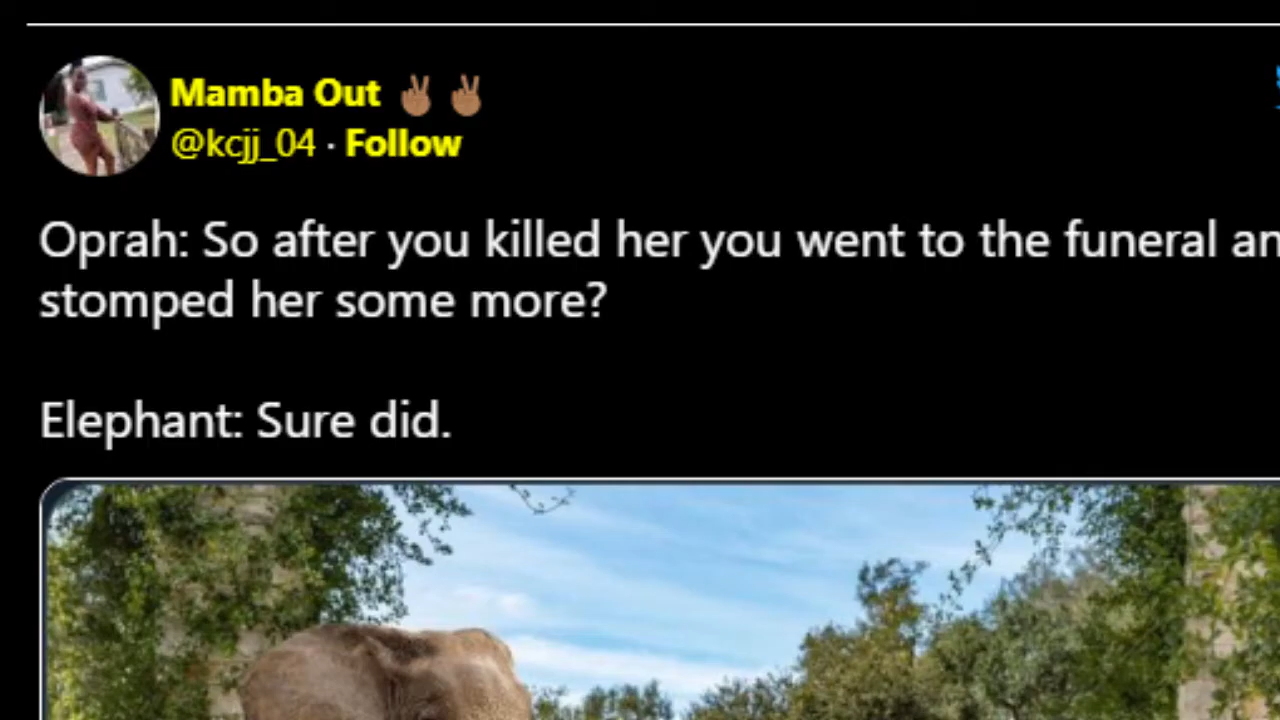 Mamba Out ✌🏽 ✌🏽
@kcjj_04 · Follow
Oprah: So after you killed her you went to the funeral
stomped her some more?
Elephant: Sure did.